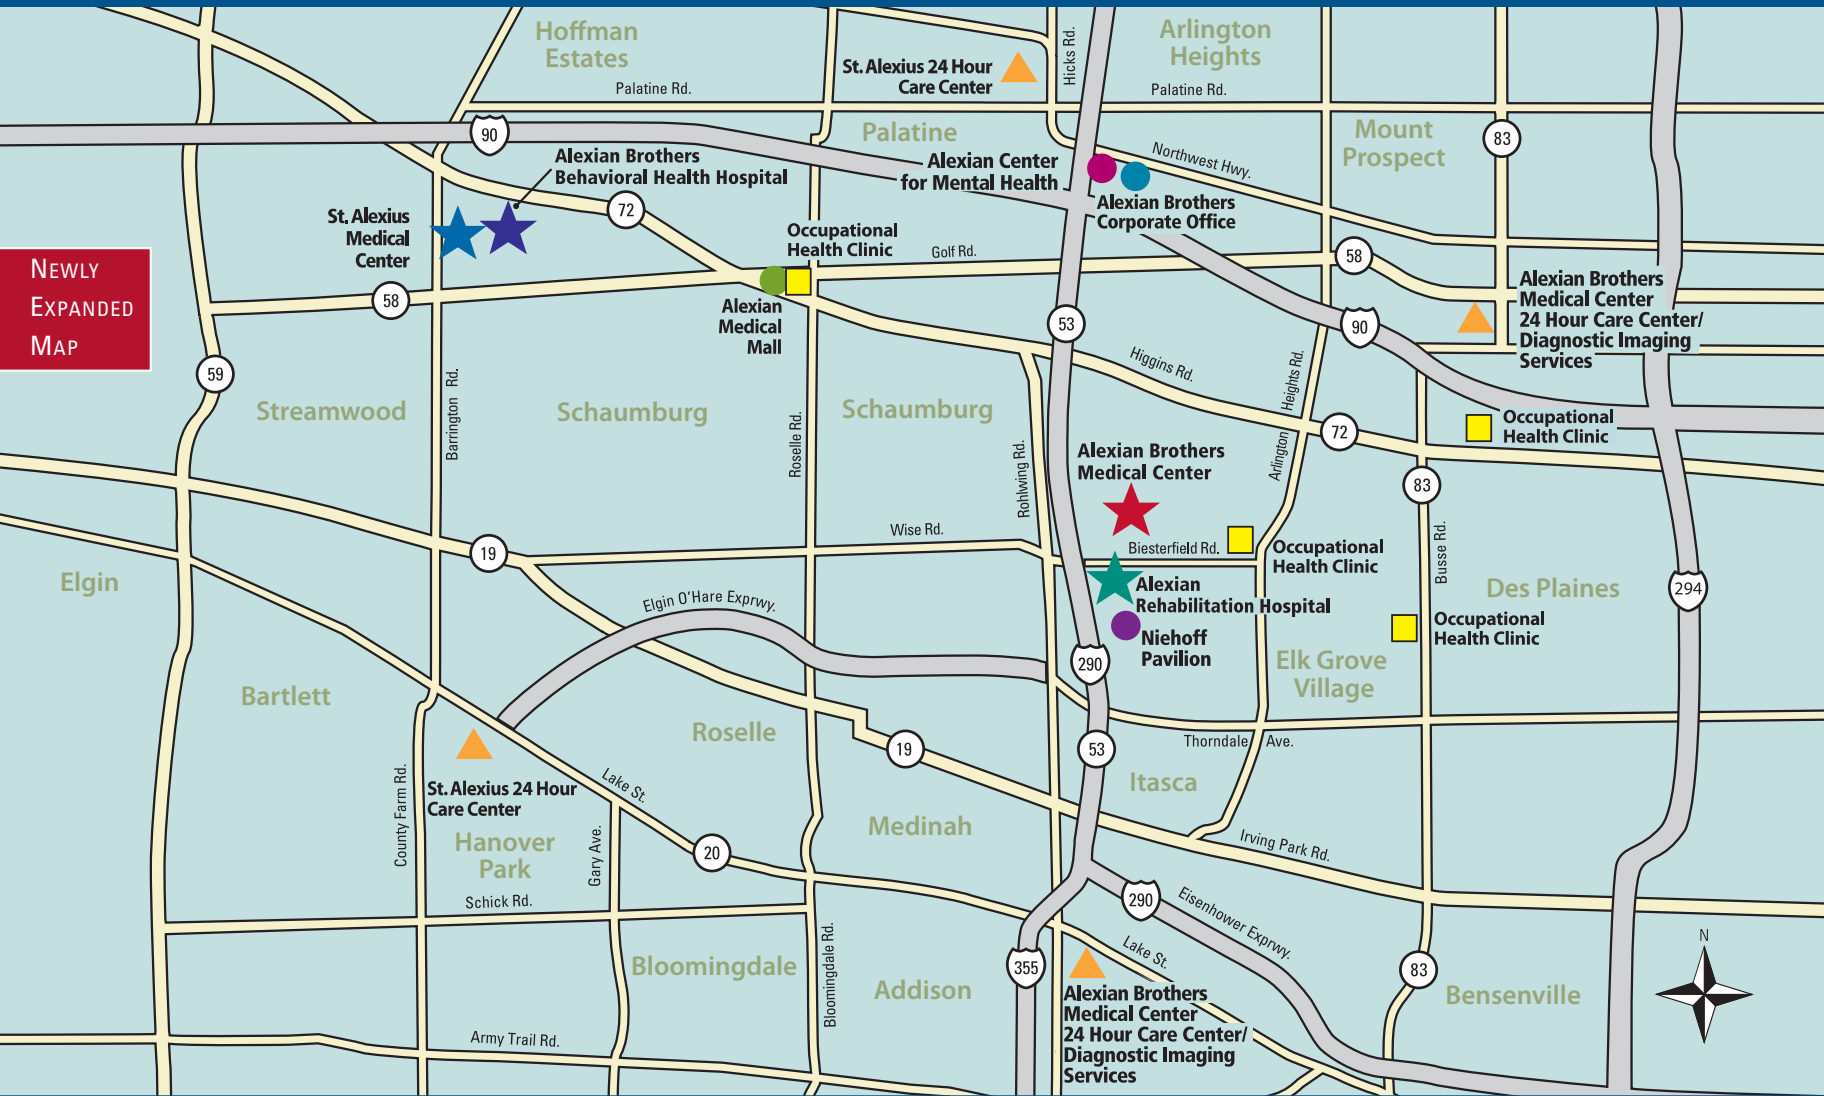 Hoffman
Estates
Arlington
Heights
Hicks Rd.
St. Alexius 24 Hour
Care Center
Palatine Rd.
Palatine Rd.
90
Palatine
Mount
Prospect
83
Alexian Brothers
Behavioral Health Hospital
Alexian Center
for Mental Health
Northwest Hwy.
72
St. Alexius
Medical
Center
Alexian Brothers
Corporate Office
Occupational
Health Clinic
Golf Rd.
58
Newly
Expanded
Map
58
Alexian
Medical
Mall
53
90
Alexian Brothers
Medical Center
24 Hour Care Center/
Diagnostic Imaging
Services
59
Higgins Rd.
Arlington Heights Rd.
Barrington Rd.
Streamwood
Schaumburg
Schaumburg
Roselle Rd.
Rohlwing Rd.
72
Occupational
Health Clinic
Alexian Brothers
Medical Center
83
19
Wise Rd.
Biesterfield Rd.
Occupational
Health Clinic
Busse Rd.
Elgin
Elgin O'Hare Exprwy.
Alexian
Rehabilitation Hospital
Des Plaines
294
Niehoff
Pavilion
Occupational
Health Clinic
290
Elk Grove
Village
Bartlett
Roselle
19
53
Thorndale Ave.
Itasca
St. Alexius 24 Hour
Care Center
Lake St.
County Farm Rd.
Hanover
Park
Gary Ave.
Medinah
20
Irving Park Rd.
Schick Rd.
290
Eisenhower Exprwy.
Bloomingdale
Bloomingdale Rd.
Addison
355
Lake St.
83
Bensenville
N
Alexian Brothers
Medical Center
24 Hour Care Center/
Diagnostic Imaging
Services
Army Trail Rd.